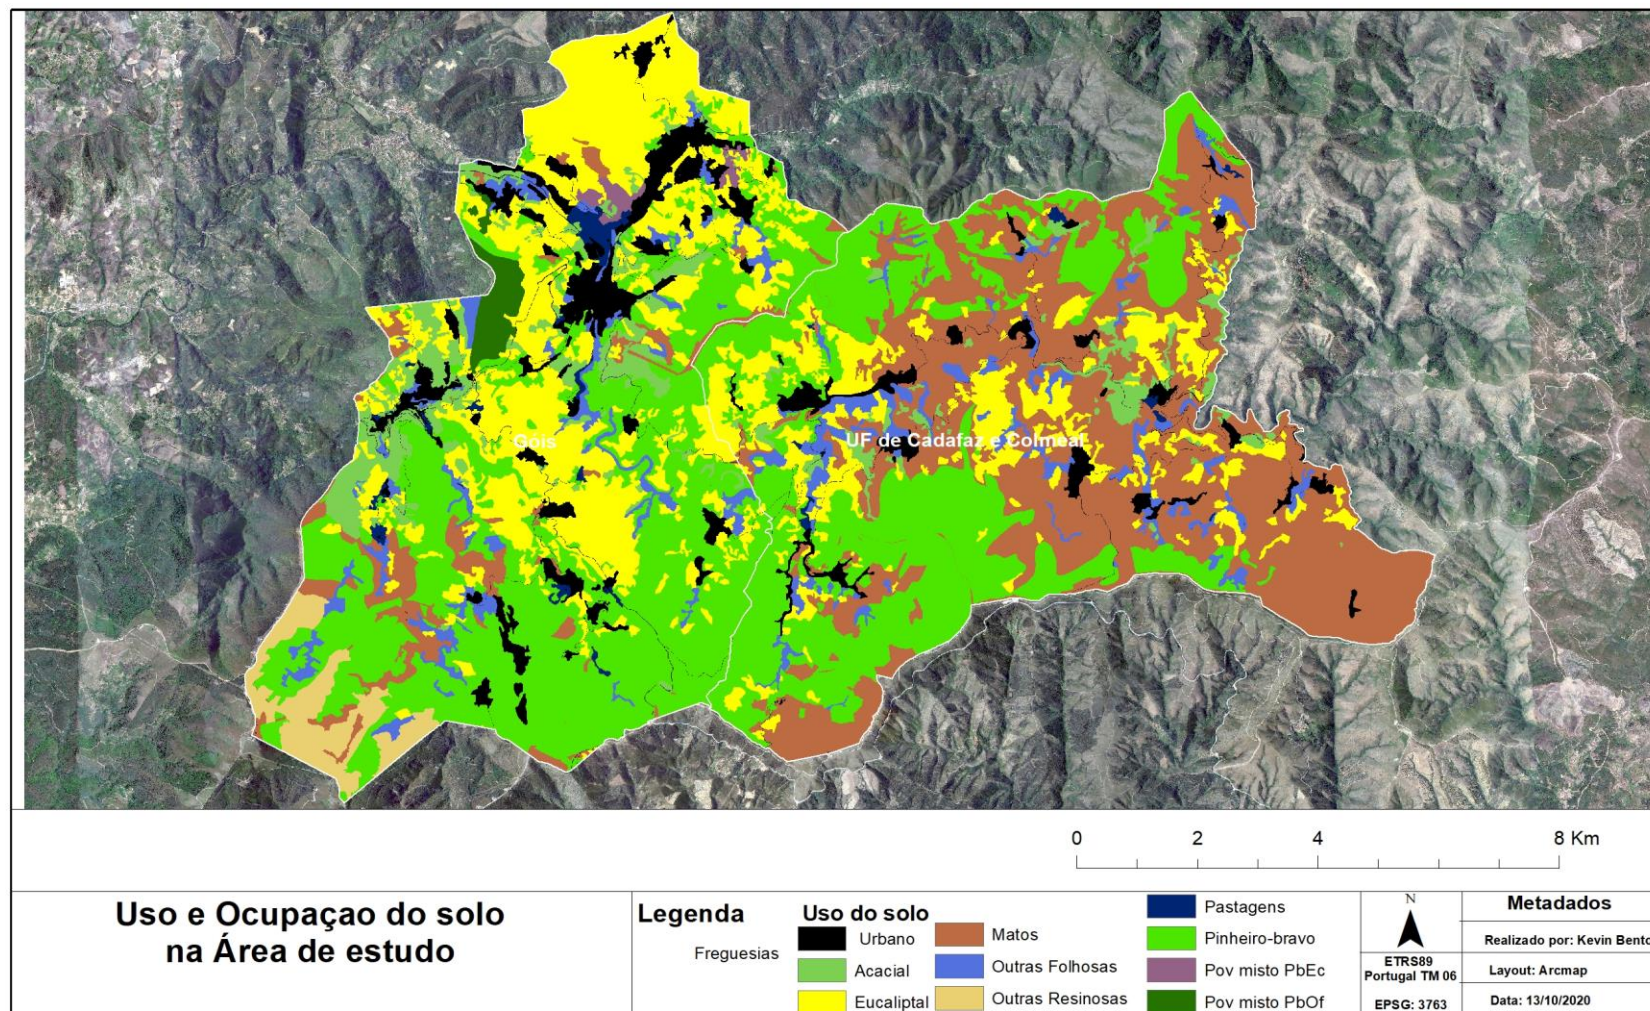 Góis
UF de Cadafaz e Colmeal
0 2 4 8 Km
Uso e Ocupaçao do solo
na Área de estudo
Legenda
Freguesias
Uso do solo
Urbano
Acacial
Eucaliptal
Matos
Outras Folhosas
Outras Resinosas
Pastagens
Pinheiro-bravo
Pov misto PbEc
Pov misto PbOf
N
ETRS89
Portugal TM 06
EPSG: 3763
Metadados
Realizado por: Kevin Bento
Layout: Arcmap
Data: 13/10/2020